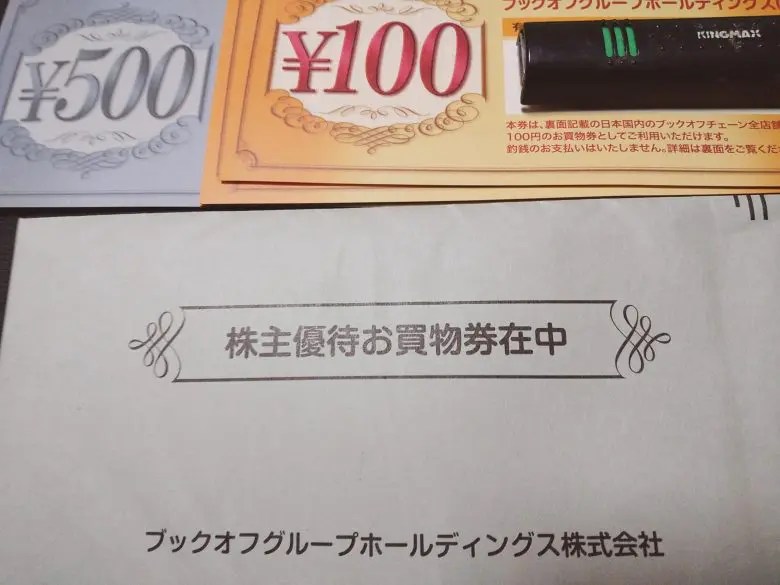 ¥500
¥100
ブックオフグループホールディングス
KINGMAX
本券は、裏面記載の日本国内のブックオフチェーン全店舗
100円のお買物券としてご利用いただけます。
釣銭のお支払いはいたしません。詳細は裏面をご覧くだ
株主優待お買物券在中
ブックオフグループホールディングス株式会社